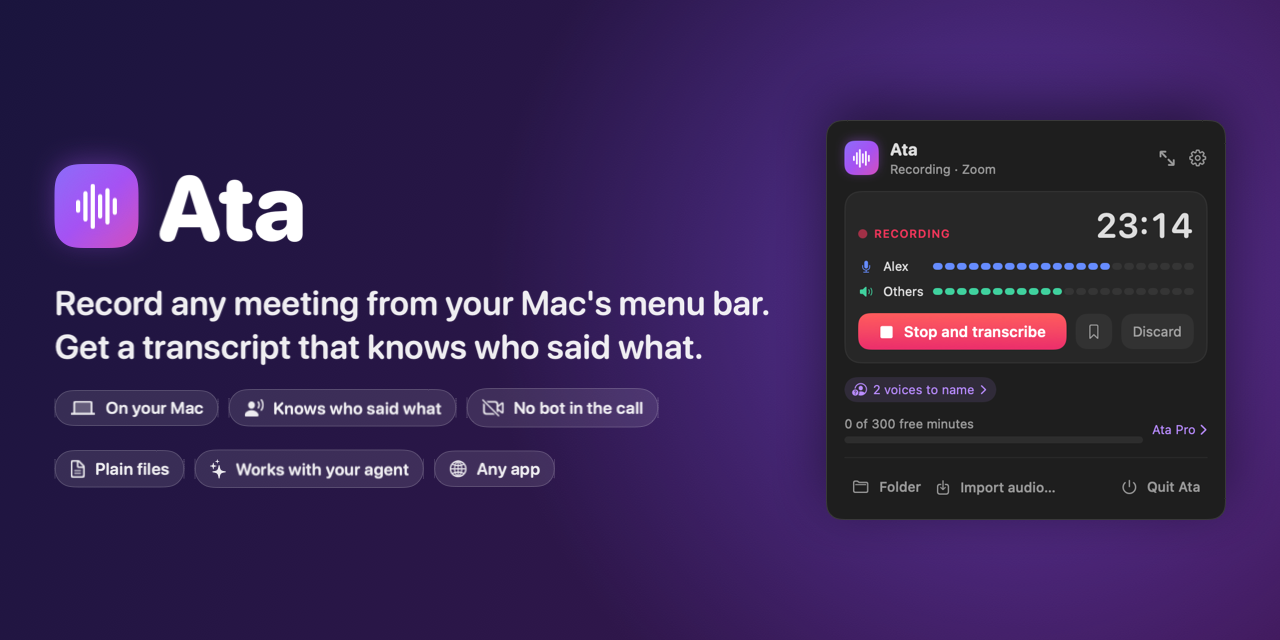 Ata
Record any meeting from your Mac's menu bar.
Get a transcript that knows who said what.
On your Mac
Knows who said what
No bot in the call
Plain files
Works with your agent
Any app
Ata
Recording · Zoom
RECORDING
23:14
Alex
Others
Stop and transcribe
Discard
2 voices to name
0 of 300 free minutes
Ata Pro
Folder
Import audio...
Quit Ata